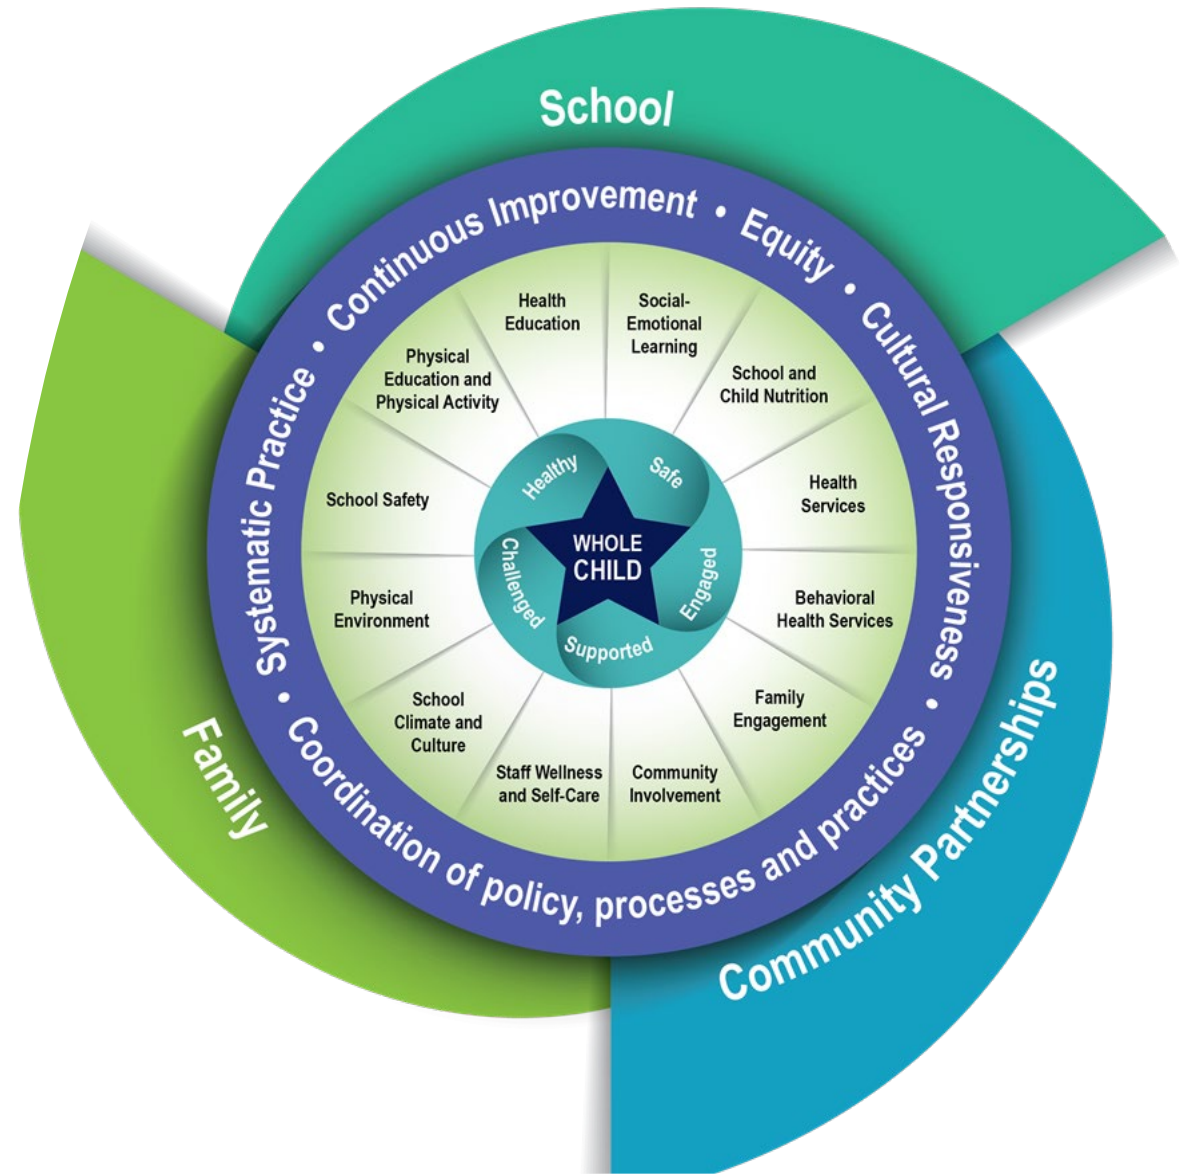 School
Continuous Improvement • Equity • Cultural Responsiveness •
Coordination of policy, processes and practices •
Systematic Practice •
Health
Education
Social-
Emotional
Learning
School and
Child Nutrition
Health
Services
Behavioral
Health Services
Family
Engagement
Community
Involvement
Staff Wellness
and Self-Care
School
Climate and
Culture
Physical
Environment
School Safety
Physical
Education and
Physical Activity
Healthy
Safe
Engaged
Supported
Challenged
WHOLE
CHILD
Family
Community Partnerships